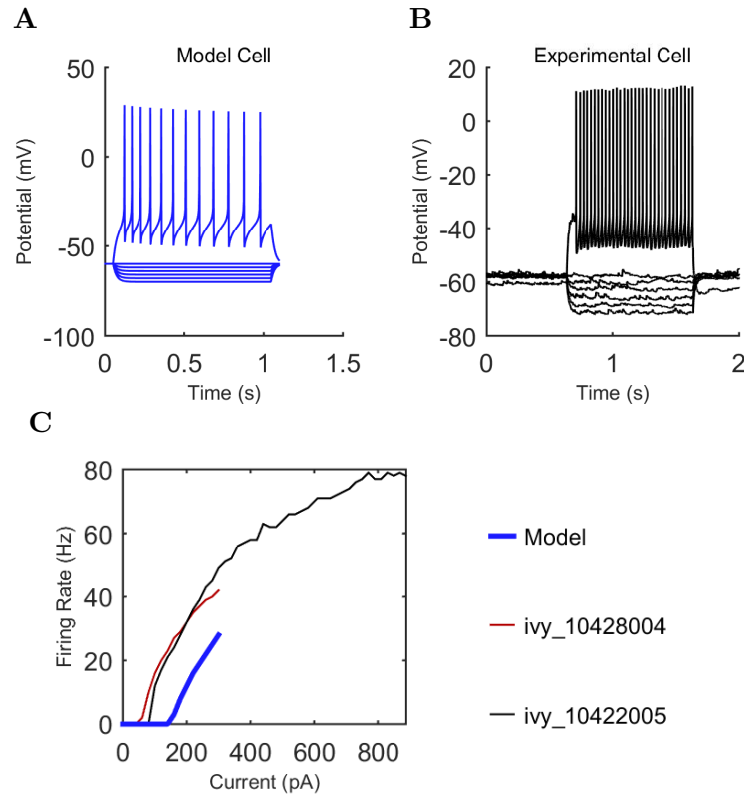 A
B
Model Cell
Experimental Cell
50
0
-50
-100
Potential (mV)
0
0.5
1
1.5
Time (s)
20
0
-20
-40
-60
-80
Potential (mV)
0
1
2
Time (s)
C
80
60
40
20
0
Firing Rate (Hz)
0
200
400
600
800
Current (pA)
Model
ivy_10428004
ivy_10422005